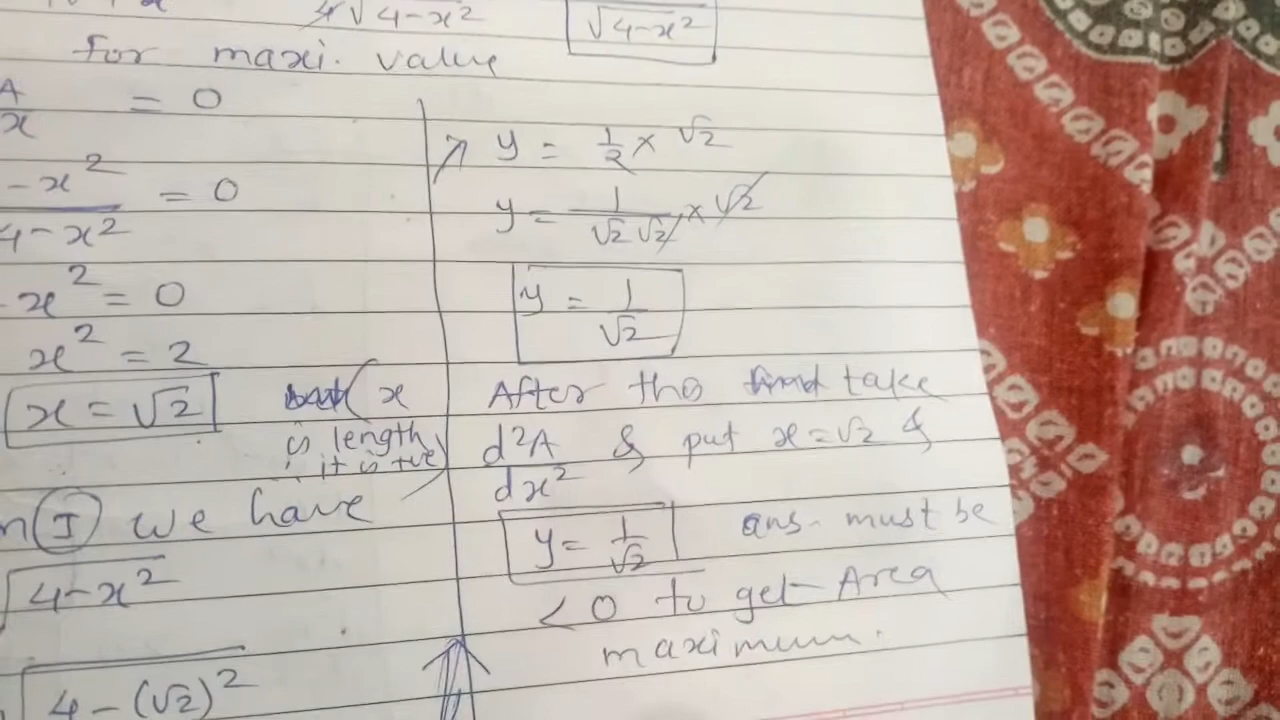 4√4-x² √4-x²
for maxi. value
A/x = 0
-x²/4-x² = 0
-x² = 0
x² = 2
x = √2 (x
is length
∴ it is +ve)
n (I) we have
√4-x²
√4-(√2)²
↗ y = 1/2 × √2
y = 1/√2 √2 × √2
y = 1/√2
After this take
d²A/dx² & put x = √2 &
y = 1/√2 ans. must be
< 0 to get Area
maximum.